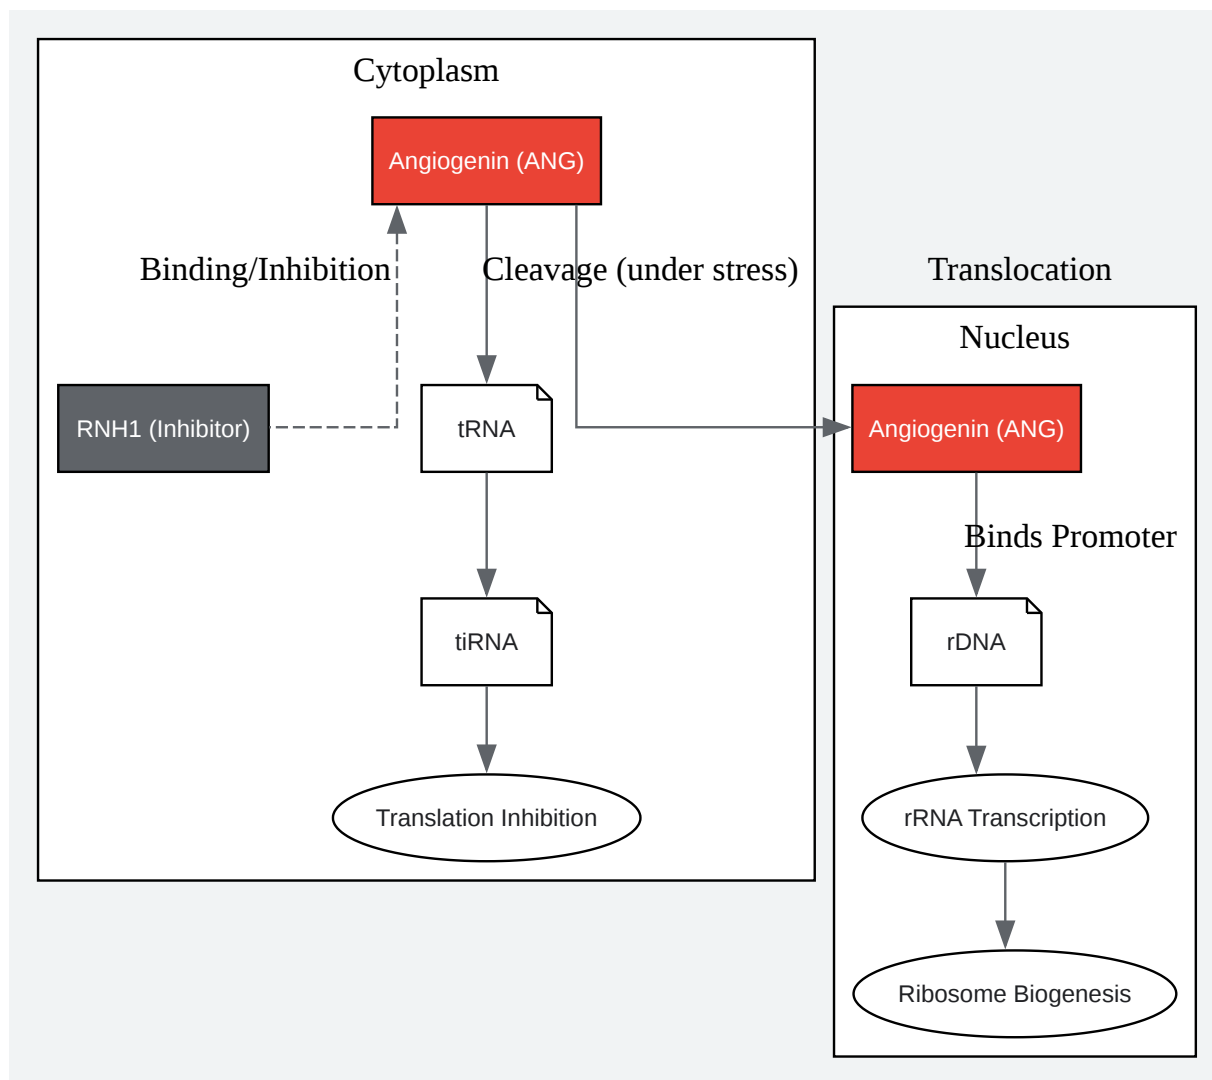 Cytoplasm
Angiogenin (ANG)
Binding/Inhibition
Cleavage (under stress)
Translocation
Nucleus
RNH1 (Inhibitor)
tRNA
Angiogenin (ANG)
Binds Promoter
tiRNA
rDNA
Translation Inhibition
rRNA Transcription
Ribosome Biogenesis